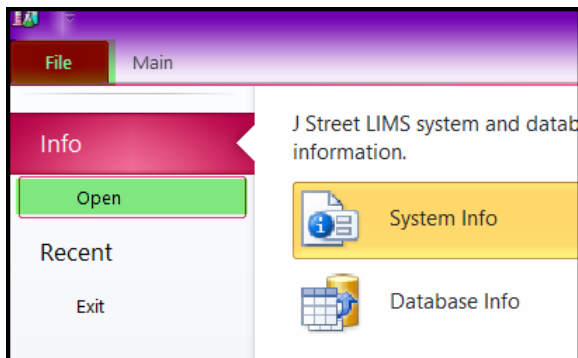 File Main
Info
Open
Recent
Exit
J Street LIMS system and datab
information.
System Info
Database Info